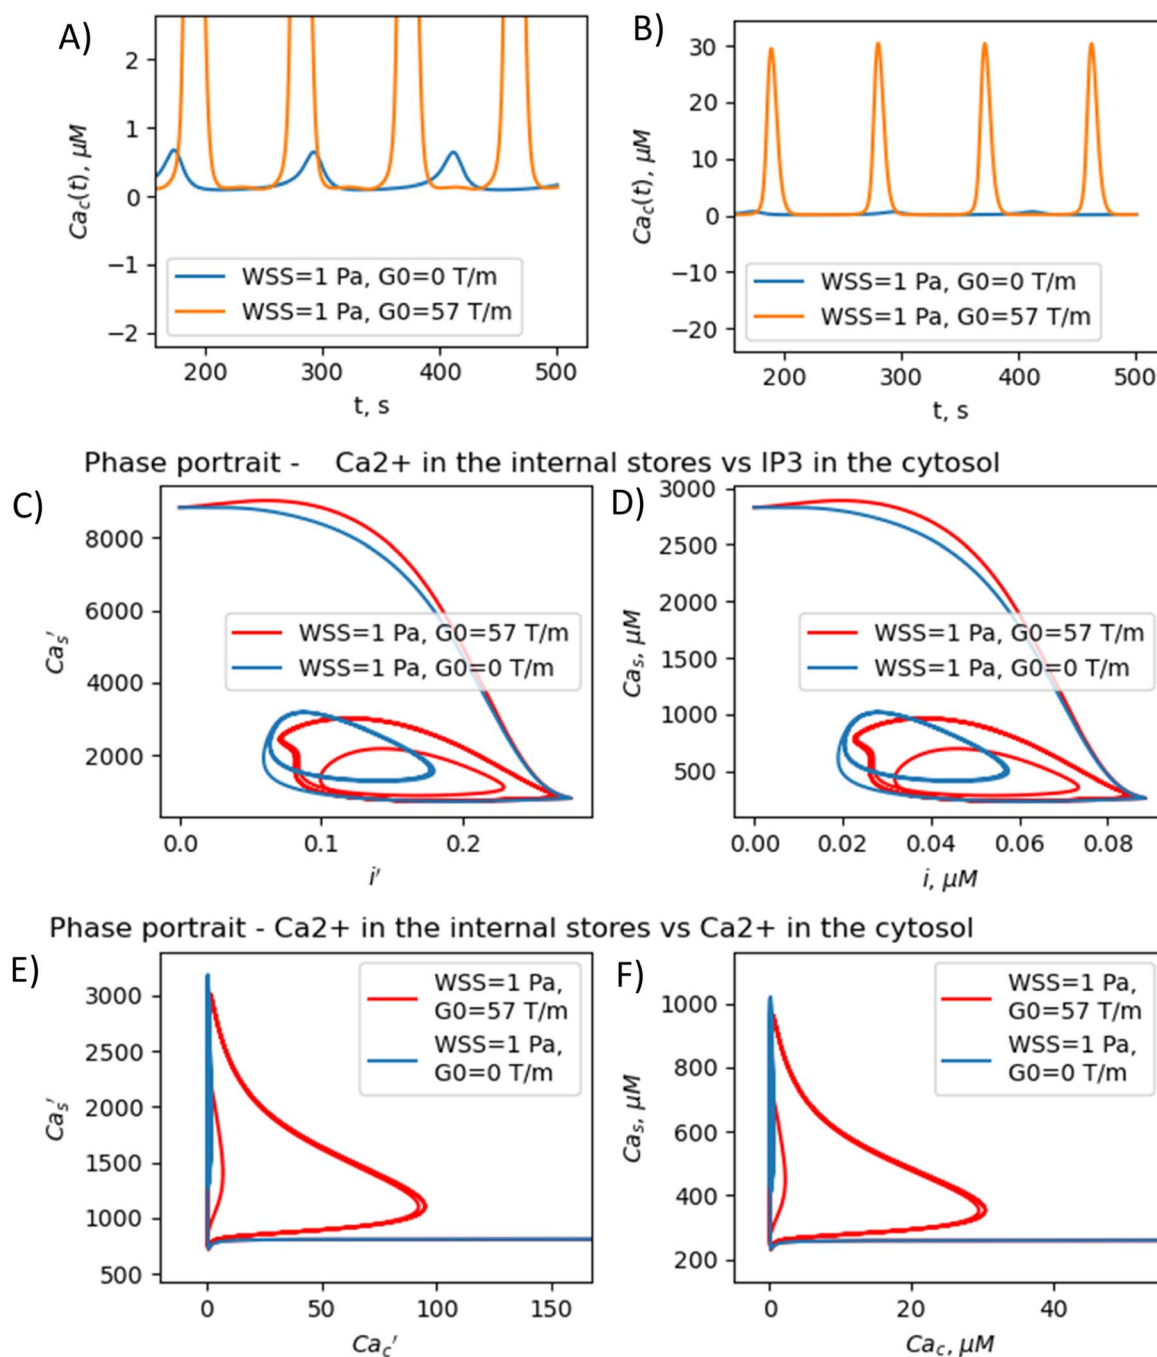 A)
2
1
0
−1
−2
Ca_c(t), μM
WSS=1 Pa, G0=0 T/m
WSS=1 Pa, G0=57 T/m
200 300 400 500
t, s
B)
30
20
10
0
−10
−20
Ca_c(t), μM
WSS=1 Pa, G0=0 T/m
WSS=1 Pa, G0=57 T/m
200 300 400 500
t, s
Phase portrait - Ca2+ in the internal stores vs IP3 in the cytosol
C)
8000
6000
4000
2000
Ca_s′
WSS=1 Pa, G0=57 T/m
WSS=1 Pa, G0=0 T/m
0.0 0.1 0.2
i′
D)
3000
2500
2000
1500
1000
500
Ca_s, μM
WSS=1 Pa, G0=57 T/m
WSS=1 Pa, G0=0 T/m
0.00 0.02 0.04 0.06 0.08
i, μM
Phase portrait - Ca2+ in the internal stores vs Ca2+ in the cytosol
E)
3000
2500
2000
1500
1000
500
Ca_s′
WSS=1 Pa,
G0=57 T/m
WSS=1 Pa,
G0=0 T/m
0 50 100 150
Ca_c′
F)
1000
800
600
400
200
Ca_s, μM
WSS=1 Pa,
G0=57 T/m
WSS=1 Pa,
G0=0 T/m
0 20 40
Ca_c, μM